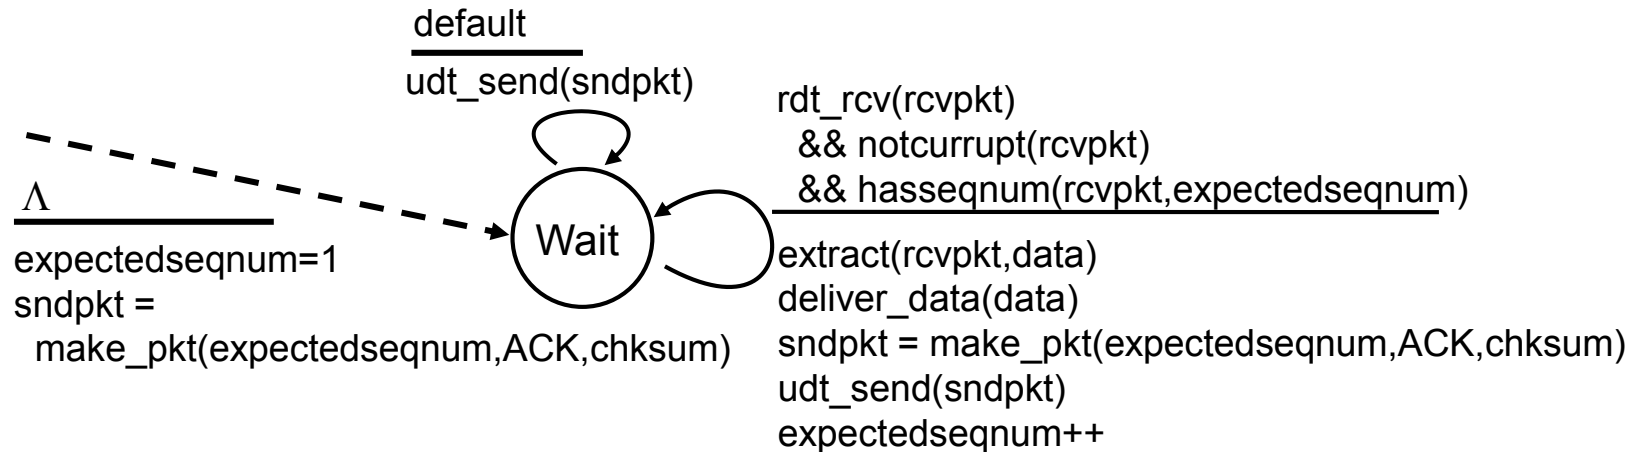 default
udt_send(sndpkt)
Λ
expectedseqnum=1
sndpkt =
make_pkt(expectedseqnum,ACK,chksum)
Wait
rdt_rcv(rcvpkt)
&& notcurrupt(rcvpkt)
&& hasseqnum(rcvpkt,expectedseqnum)
extract(rcvpkt,data)
deliver_data(data)
sndpkt = make_pkt(expectedseqnum,ACK,chksum)
udt_send(sndpkt)
expectedseqnum++